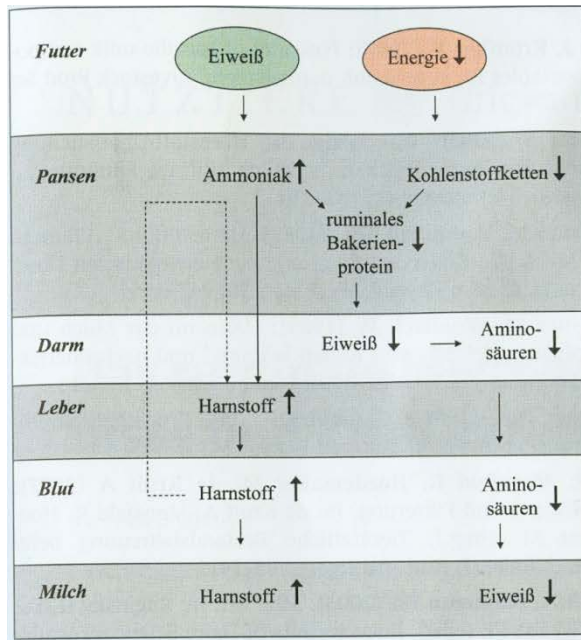 Futter
Eiweiß
Energie
Pansen
Ammoniak
Kohlenstoffketten
ruminales
Bakerien-
protein
Darm
Eiweiß
Amino-
säuren
Leber
Harnstoff
Blut
Harnstoff
Amino-
säuren
Milch
Harnstoff
Eiweiß